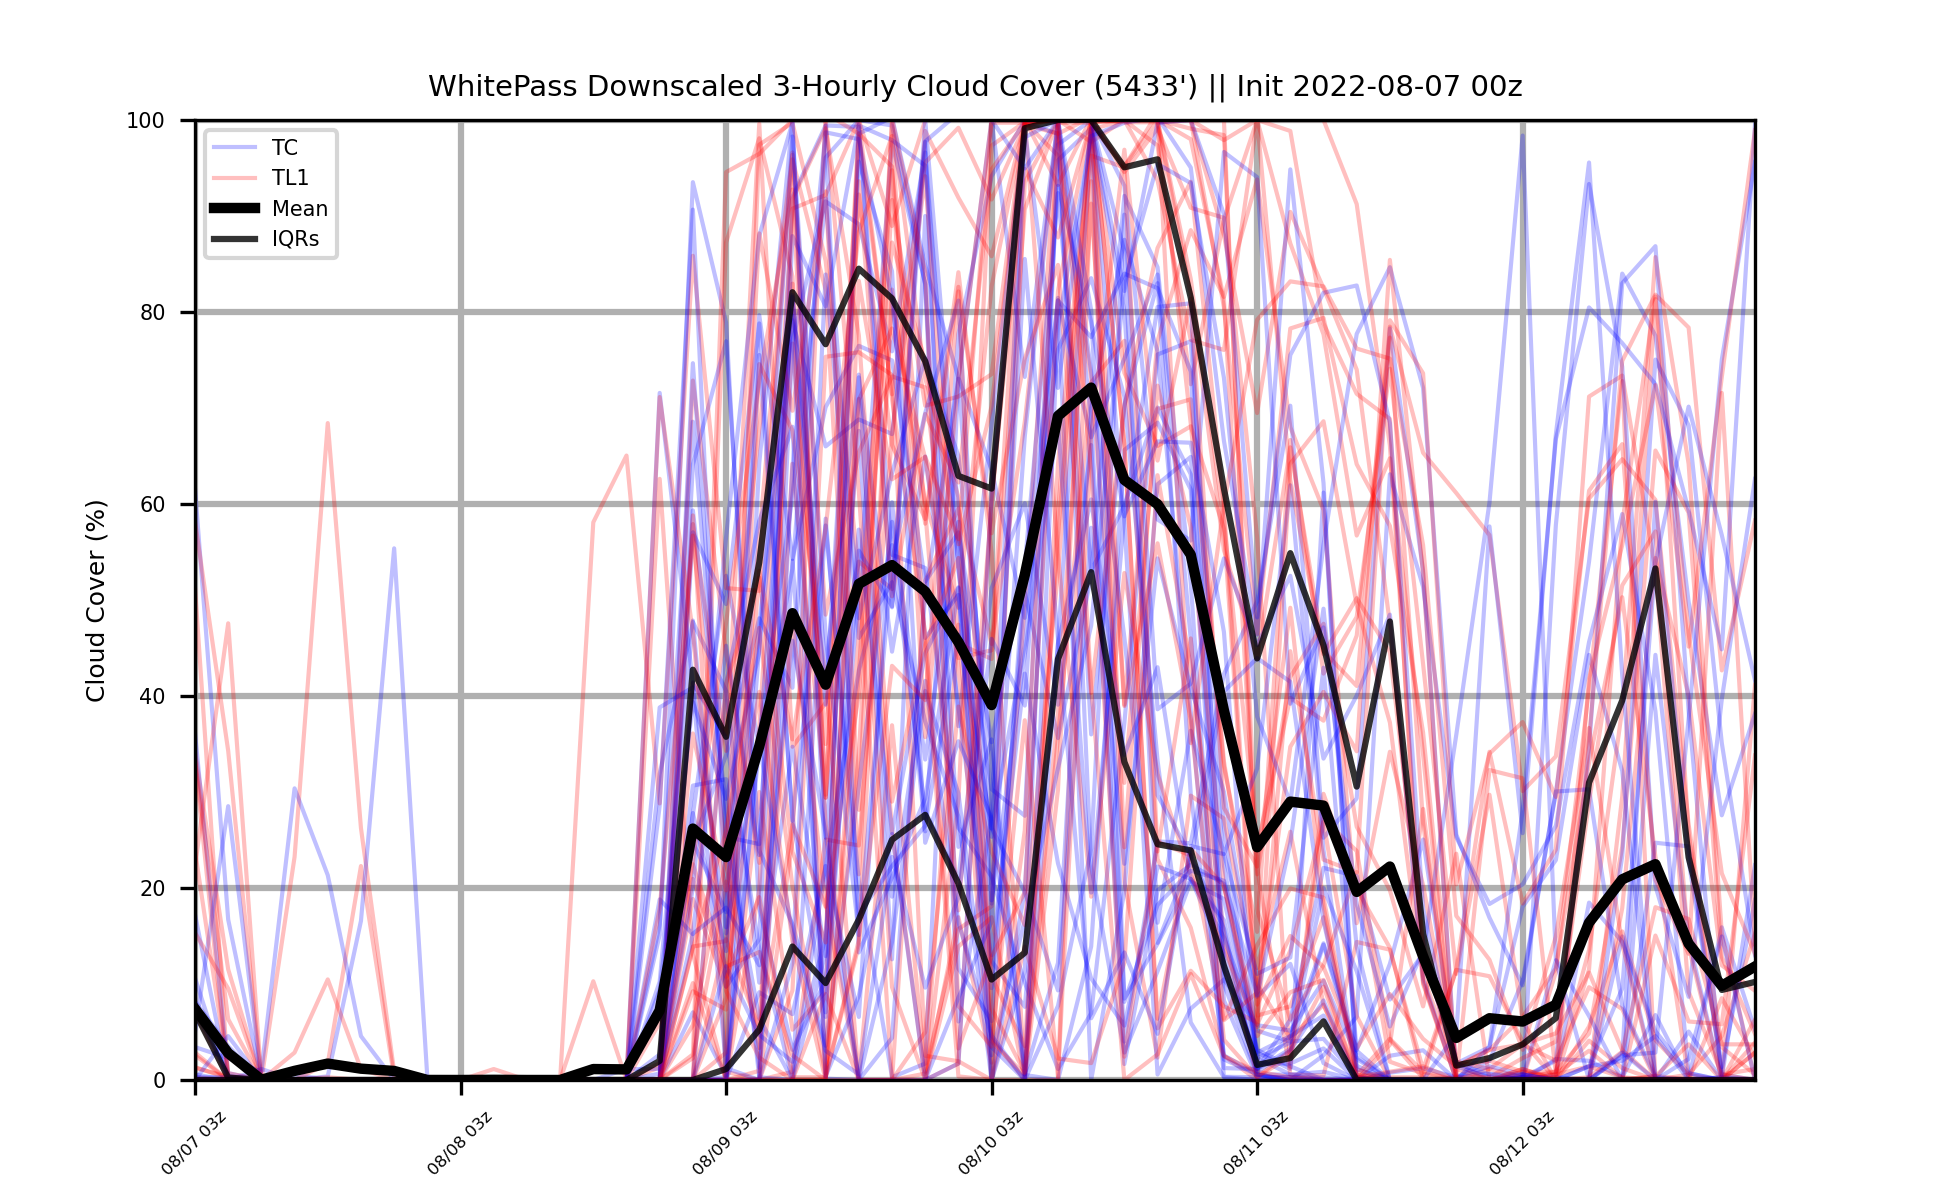 WhitePass Downscaled 3-Hourly Cloud Cover (5433') || Init 2022-08-07 00z
Cloud Cover (%)
100
80
60
40
20
0
TC
TL1
Mean
IQRs
08/07 03z
08/08 03z
08/09 03z
08/10 03z
08/11 03z
08/12 03z